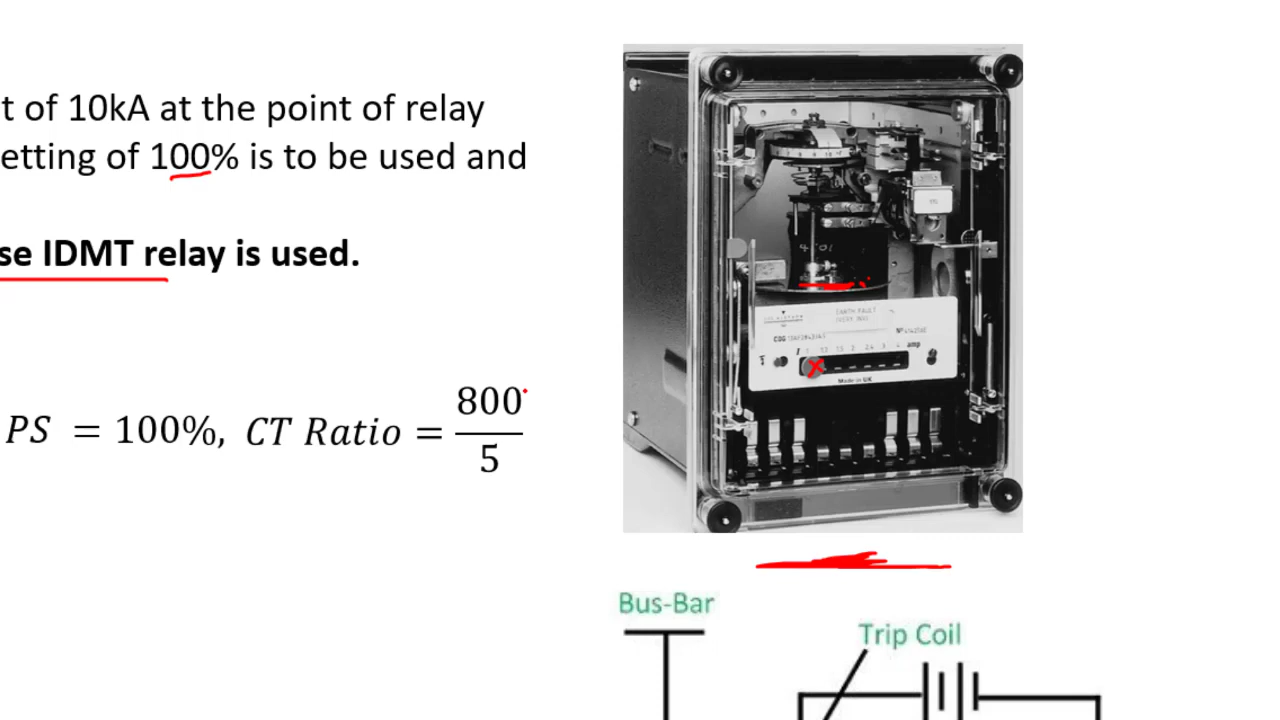 t of 10kA at the point of relay
etting of 100% is to be used and
se IDMT relay is used.
PS = 100%, CT Ratio = 800
5
EARTH FAULT
amp
Made in UK
Bus-Bar
Trip Coil